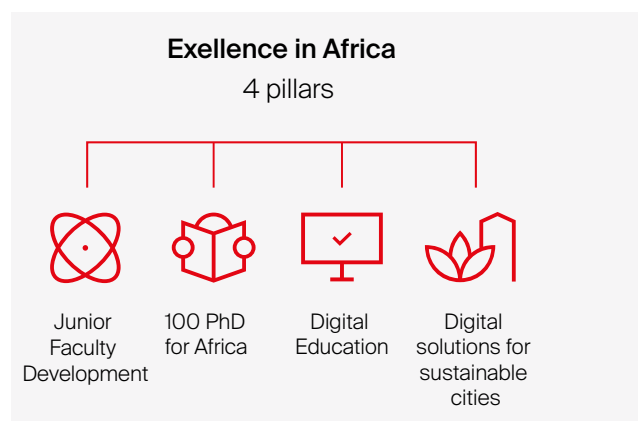 Exellence in Africa
4 pillars
Junior
Faculty
Development
100 PhD
for Africa
Digital
Education
Digital
solutions for
sustainable
cities